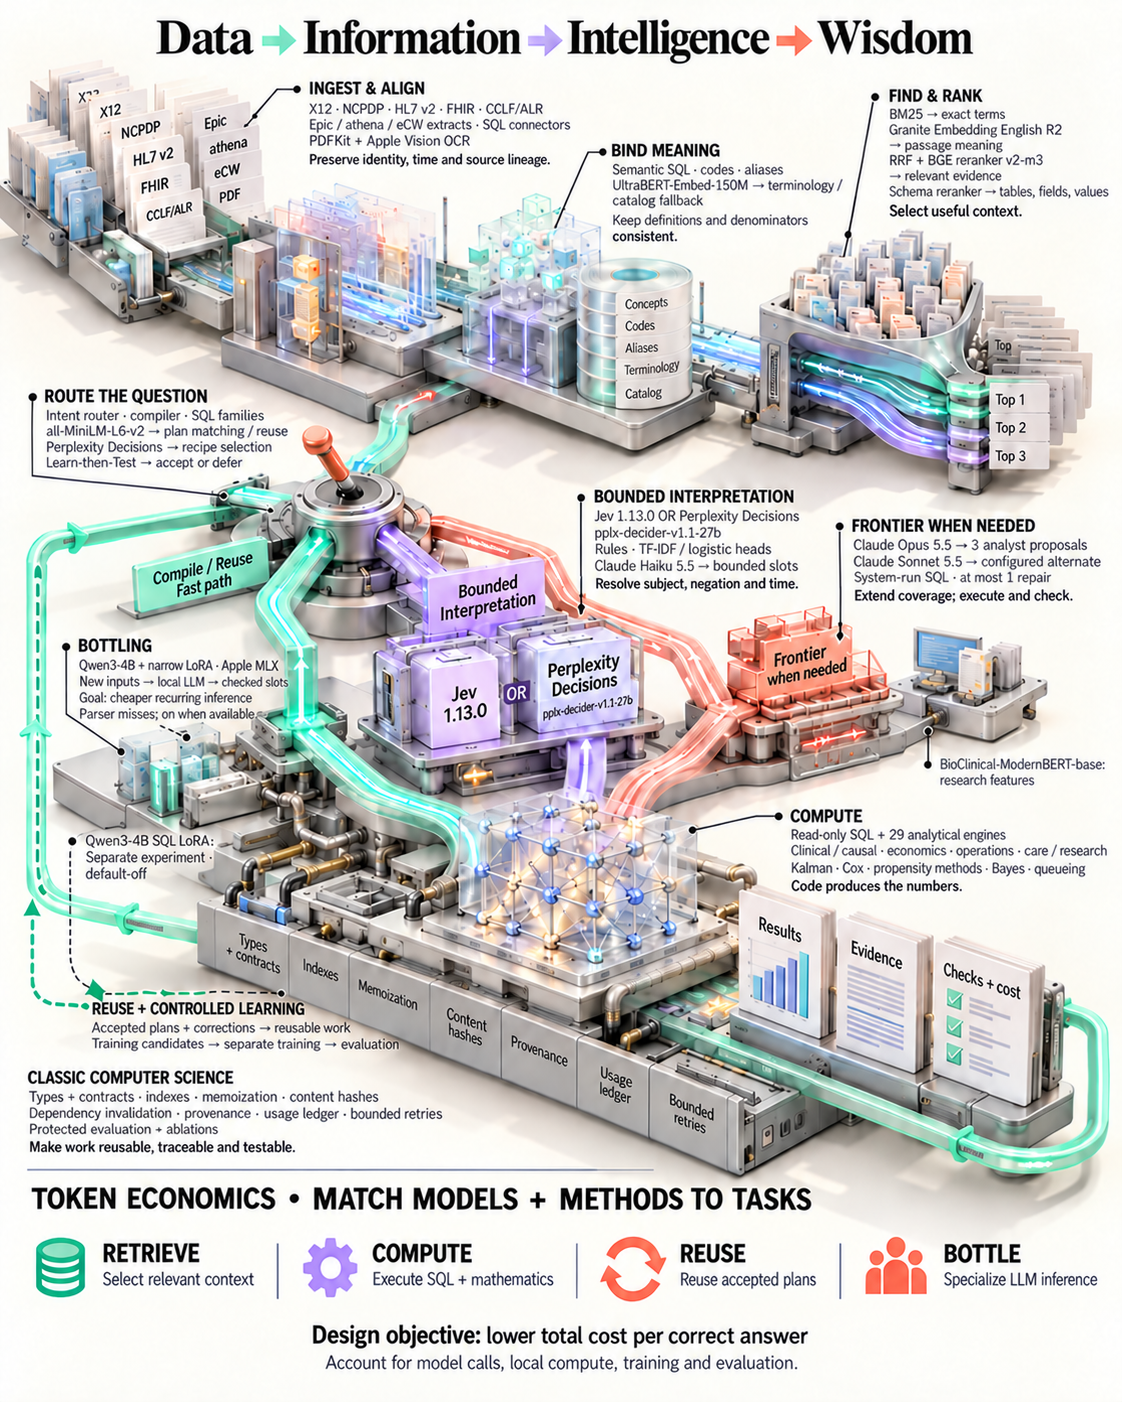 Data → Information → Intelligence → Wisdom
INGEST & ALIGN
X12 · NCPDP · HL7 v2 · FHIR · CCLF/ALR
Epic / athena / eCW extracts · SQL connectors
PDFKit + Apple Vision OCR
Preserve identity, time and source lineage.
X12
NCPDP
HL7 v2
FHIR
CCLF/ALR
Epic
athena
eCW
PDF
BIND MEANING
Semantic SQL · codes · aliases
UltraBERT-Embed-150M → terminology /
catalog fallback
Keep definitions and denominators
consistent.
Concepts
Codes
Aliases
Terminology
Catalog
FIND & RANK
BM25 → exact terms
Granite Embedding English R2
→ passage meaning
RRF + BGE reranker v2-m3
→ relevant evidence
Schema reranker → tables, fields, values
Select useful context.
Top
Top 1
Top 2
Top 3
ROUTE THE QUESTION
Intent router · compiler · SQL families
all-MiniLM-L6-v2 → plan matching / reuse
Perplexity Decisions → recipe selection
Learn-then-Test → accept or defer
Compile / Reuse
Fast path
BOUNDED INTERPRETATION
Jev 1.13.0 OR Perplexity Decisions
pplx-decider-v1.1-27b
Rules · TF-IDF / logistic heads
Claude Haiku 5.5 → bounded slots
Resolve subject, negation and time.
Bounded
Interpretation
Jev
1.13.0
OR
Perplexity
Decisions
pplx-decider-v1.1-27b
FRONTIER WHEN NEEDED
Claude Opus 5.5 → 3 analyst proposals
Claude Sonnet 5.5 → configured alternate
System-run SQL · at most 1 repair
Extend coverage; execute and check.
Frontier
when needed
BioClinical-ModernBERT-base:
research features
BOTTLING
Qwen3-4B + narrow LoRA · Apple MLX
New inputs → local LLM → checked slots
Goal: cheaper recurring inference
Parser misses; on when available.
Qwen3-4B SQL LoRA:
Separate experiment ·
default-off
COMPUTE
Read-only SQL + 29 analytical engines
Clinical / causal · economics · operations · care / research
Kalman · Cox · propensity methods · Bayes · queueing
Code produces the numbers.
Results
Evidence
Checks + cost
Types
+ contracts
Indexes
Memoization
Content
hashes
Provenance
Usage
ledger
Bounded
retries
REUSE + CONTROLLED LEARNING
Accepted plans + corrections → reusable work
Training candidates → separate training → evaluation
CLASSIC COMPUTER SCIENCE
Types + contracts · indexes · memoization · content hashes
Dependency invalidation · provenance · usage ledger · bounded retries
Protected evaluation + ablations
Make work reusable, traceable and testable.
TOKEN ECONOMICS • MATCH MODELS + METHODS TO TASKS
RETRIEVE
Select relevant context
COMPUTE
Execute SQL + mathematics
REUSE
Reuse accepted plans
BOTTLE
Specialize LLM inference
Design objective: lower total cost per correct answer
Account for model calls, local compute, training and evaluation.